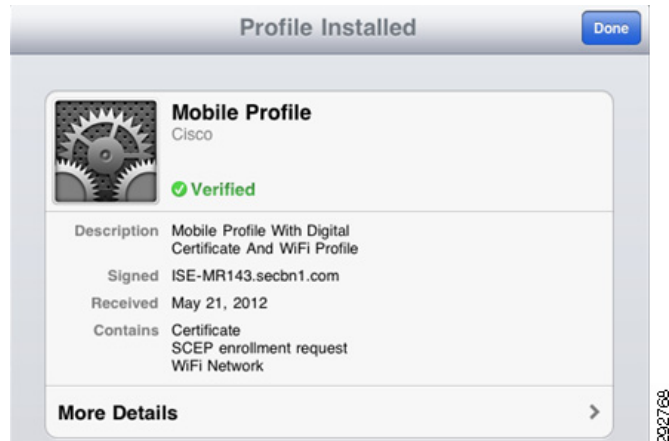 Profile Installed
Done
Mobile Profile
Cisco
Verified
Description Mobile Profile With Digital
Certificate And WiFi Profile
Signed ISE-MR143.secbn1.com
Received May 21, 2012
Contains Certificate
SCEP enrollment request
WiFi Network
More Details
292768